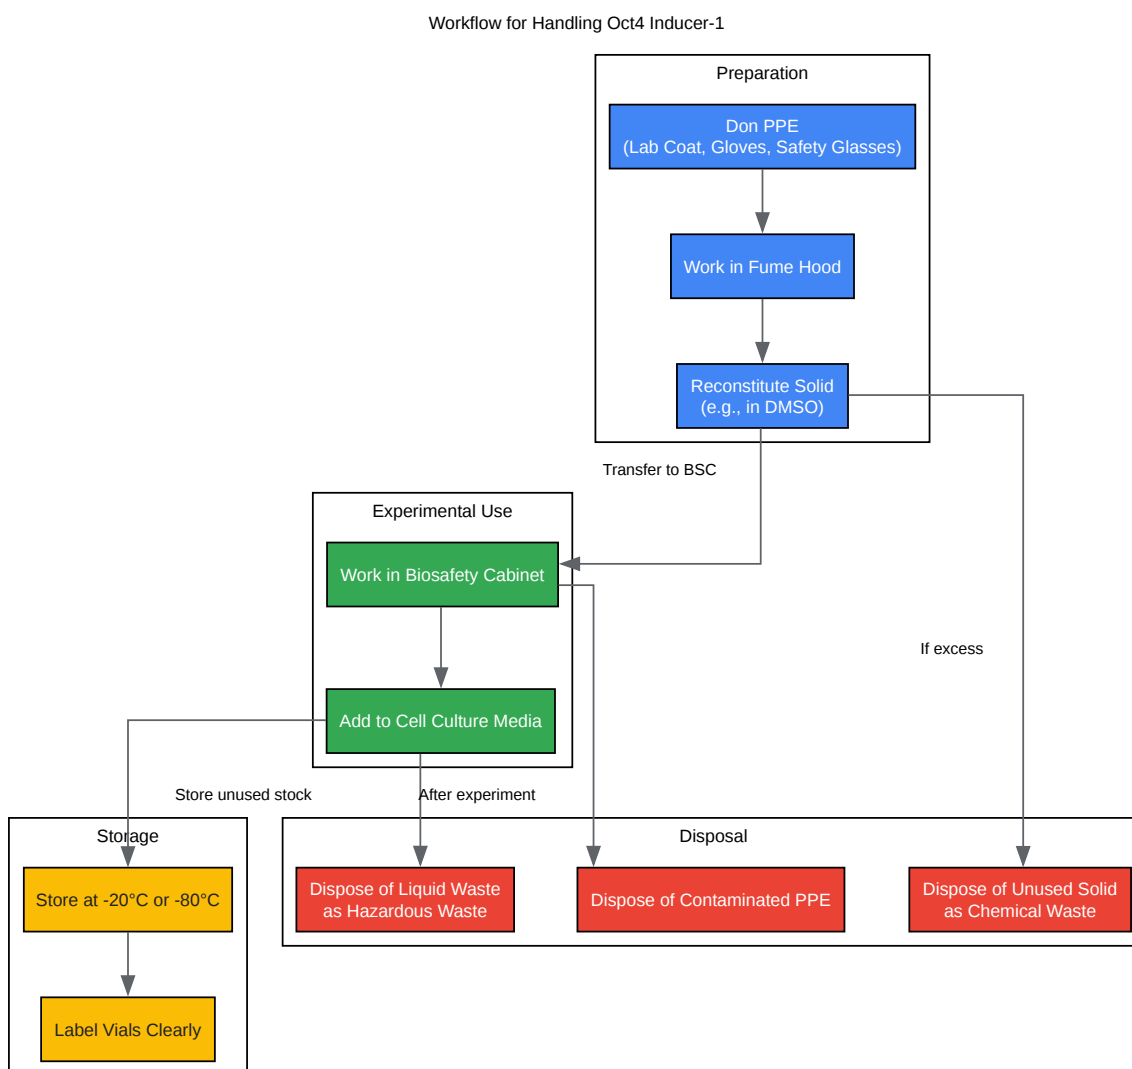 Workflow for Handling Oct4 Inducer-1
Preparation
Don PPE
(Lab Coat, Gloves, Safety Glasses)
Work in Fume Hood
Reconstitute Solid
(e.g., in DMSO)
Transfer to BSC
Experimental Use
Work in Biosafety Cabinet
If excess
Add to Cell Culture Media
Store unused stock
After experiment
Storage
Disposal
Store at -20°C or -80°C
Dispose of Liquid Waste
as Hazardous Waste
Dispose of Contaminated PPE
Dispose of Unused Solid
as Chemical Waste
Label Vials Clearly